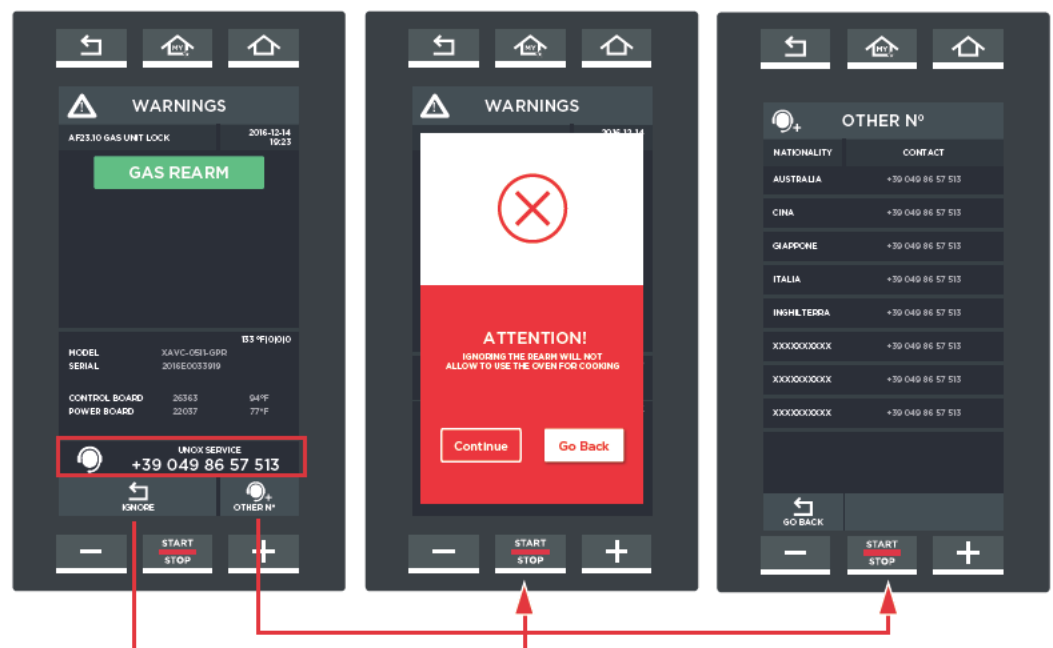 MY
WARNINGS
AF23.10 GAS UNIT LOCK
2016-12-14
19:23
GAS REARM
133 °F|0|0|0
MODEL XAVC-0511-GPR
SERIAL 2016E0033919
CONTROL BOARD 26363 94°F
POWER BOARD 22037 77°F
UNOX SERVICE
+39 049 86 57 513
IGNORE
OTHER N°
START
STOP
MY
WARNINGS
2016-12-14
ATTENTION!
IGNORING THE REARM WILL NOT
ALLOW TO USE THE OVEN FOR COOKING
Continue
Go Back
START
STOP
MY
OTHER N°
NATIONALITY CONTACT
AUSTRALIA +39 049 86 57 513
CINA +39 049 86 57 513
GIAPPONE +39 049 86 57 513
ITALIA +39 049 86 57 513
INGHILTERRA +39 049 86 57 513
XXXXXXXXXX +39 049 86 57 513
XXXXXXXXXX +39 049 86 57 513
XXXXXXXXXX +39 049 86 57 513
GO BACK
START
STOP